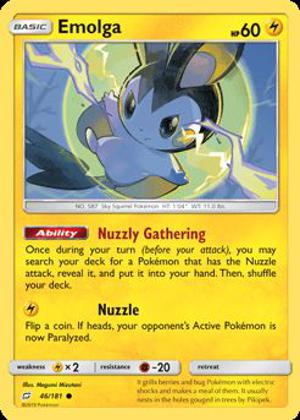 BASIC Emolga HP60
NO. 587 Sky Squirrel Pokémon HT: 1'04" WT: 11.0 lbs.
Ability Nuzzly Gathering
Once during your turn (before your attack), you may
search your deck for a Pokémon that has the Nuzzle
attack, reveal it, and put it into your hand. Then, shuffle
your deck.
Nuzzle
Flip a coin. If heads, your opponent's Active Pokémon is
now Paralyzed.
weakness ×2 resistance -20 retreat
Illus. Megumi Mizutani
46/181
©2019 Pokémon
It grills berries and bug Pokémon with electric
shocks and then makes a meal of them. It usually
nests in the holes gouged in trees by Pikipek.